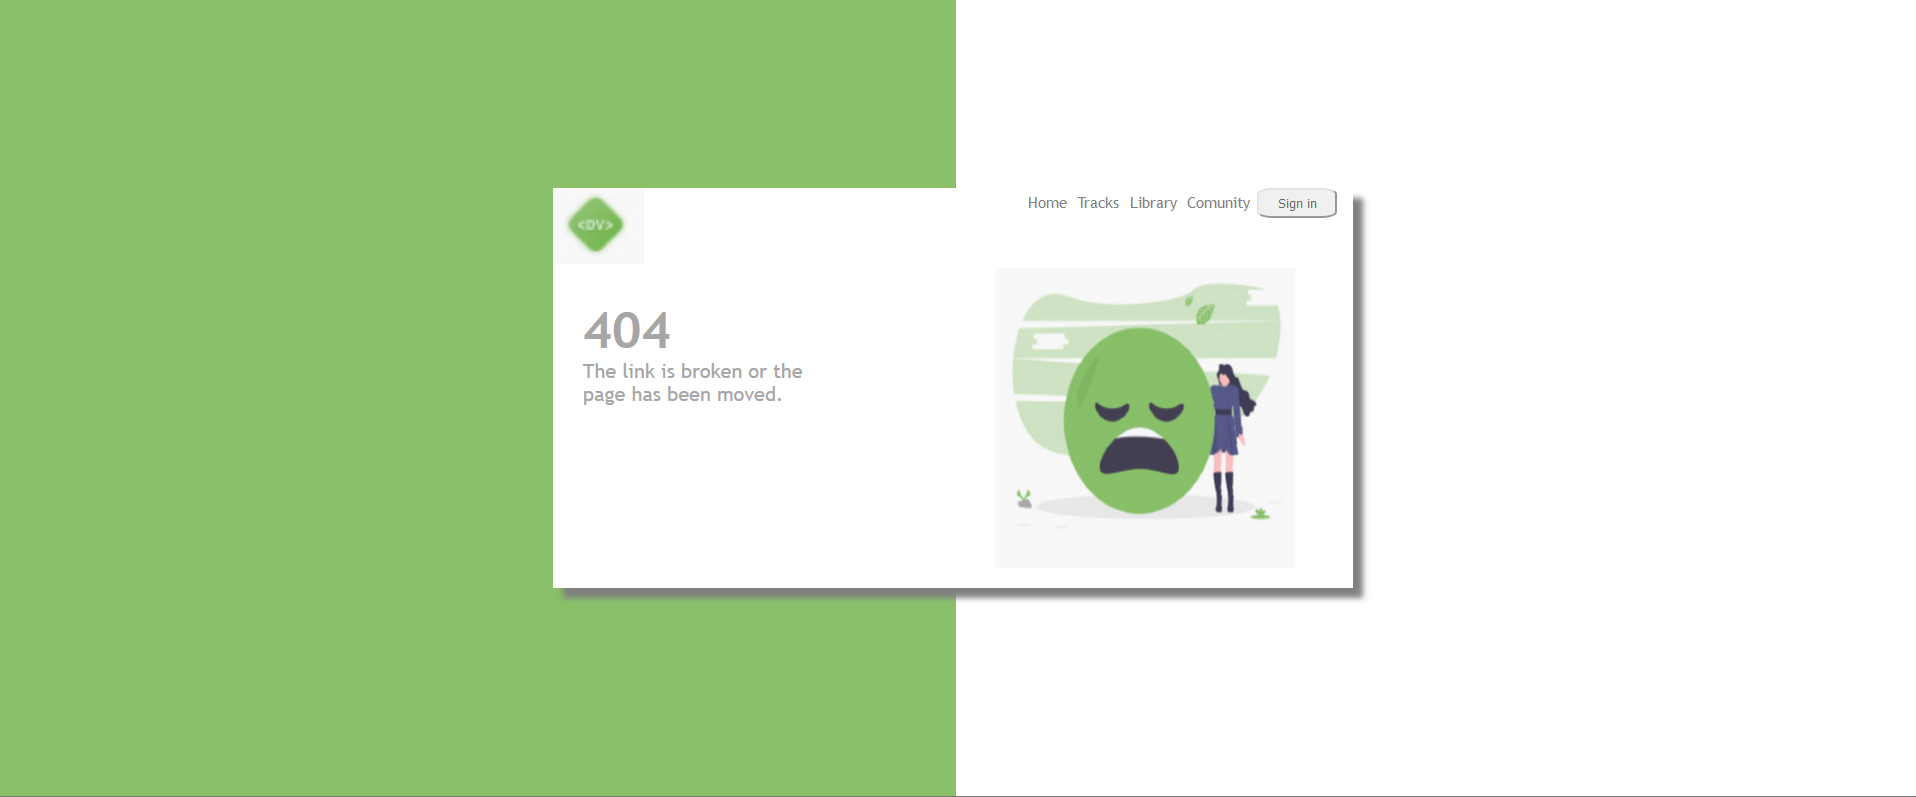 <DV>
Home Tracks Library Comunity Sign in
404
The link is broken or the
page has been moved.